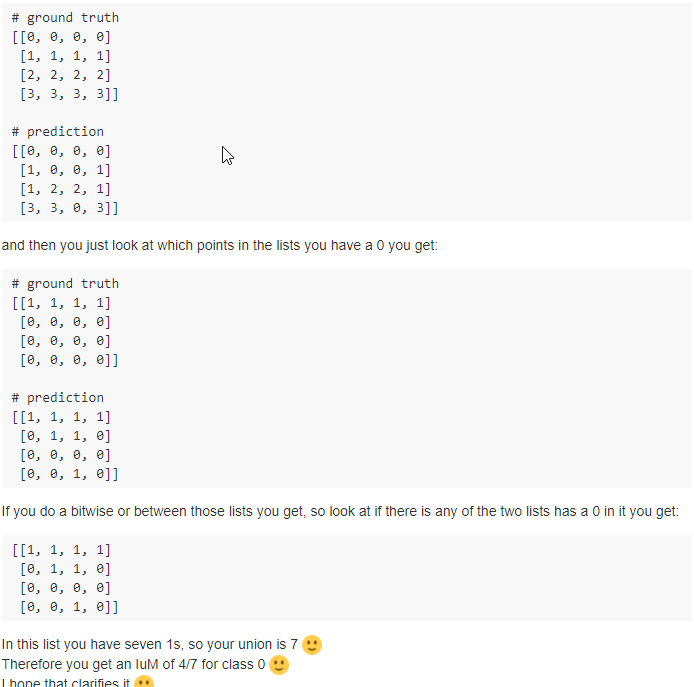 # ground truth
[[0, 0, 0, 0]
[1, 1, 1, 1]
[2, 2, 2, 2]
[3, 3, 3, 3]]
# prediction
[[0, 0, 0, 0]
[1, 0, 0, 1]
[1, 2, 2, 1]
[3, 3, 0, 3]]
and then you just look at which points in the lists you have a 0 you get:
# ground truth
[[1, 1, 1, 1]
[0, 0, 0, 0]
[0, 0, 0, 0]
[0, 0, 0, 0]]
# prediction
[[1, 1, 1, 1]
[0, 1, 1, 0]
[0, 0, 0, 0]
[0, 0, 1, 0]]
If you do a bitwise or between those lists you get, so look at if there is any of the two lists has a 0 in it you get:
[[1, 1, 1, 1]
[0, 1, 1, 0]
[0, 0, 0, 0]
[0, 0, 1, 0]]
In this list you have seven 1s, so your union is 7 🙂
Therefore you get an IuM of 4/7 for class 0 🙂
I hope that clarifies it 🙂